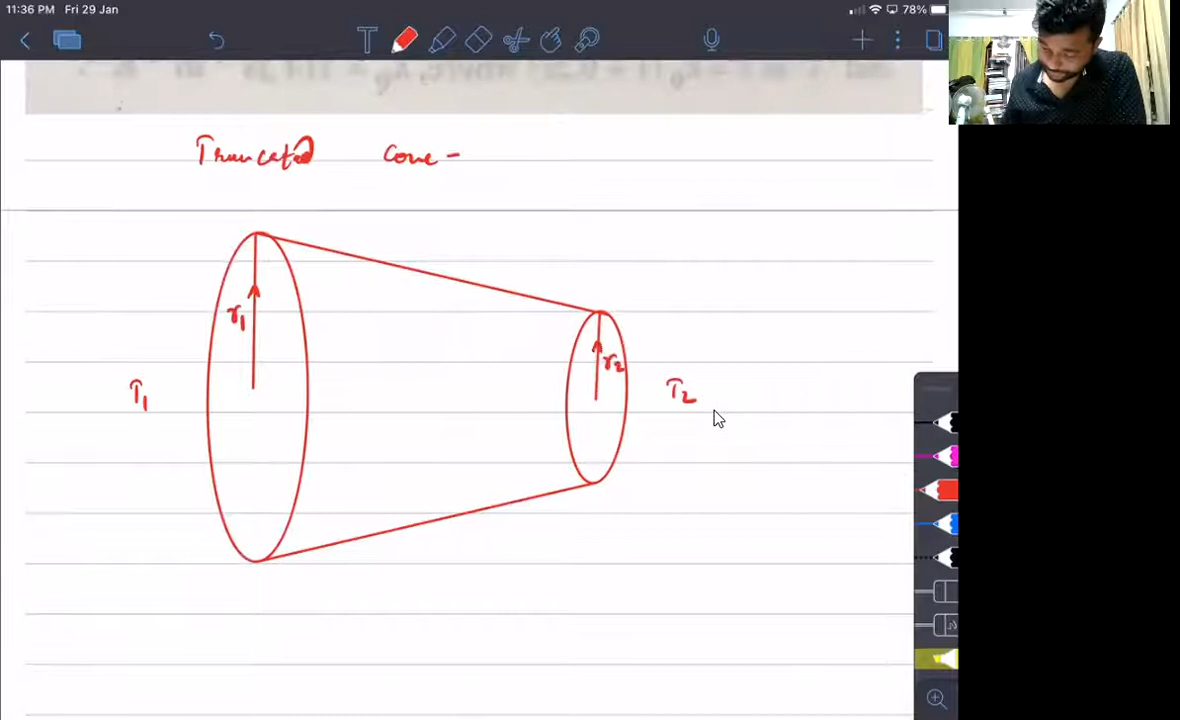 11:36 PM Fri 29 Jan
78%
Truncated cone -
r1
r2
T1
T2